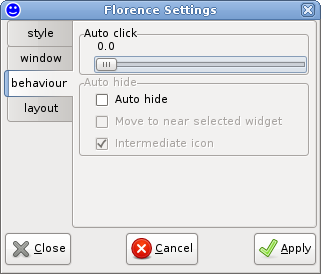 Florence Settings
style
window
behaviour
layout
Auto click
0.0
Auto hide
Auto hide
Move to near selected widget
Intermediate icon
Close
Cancel
Apply